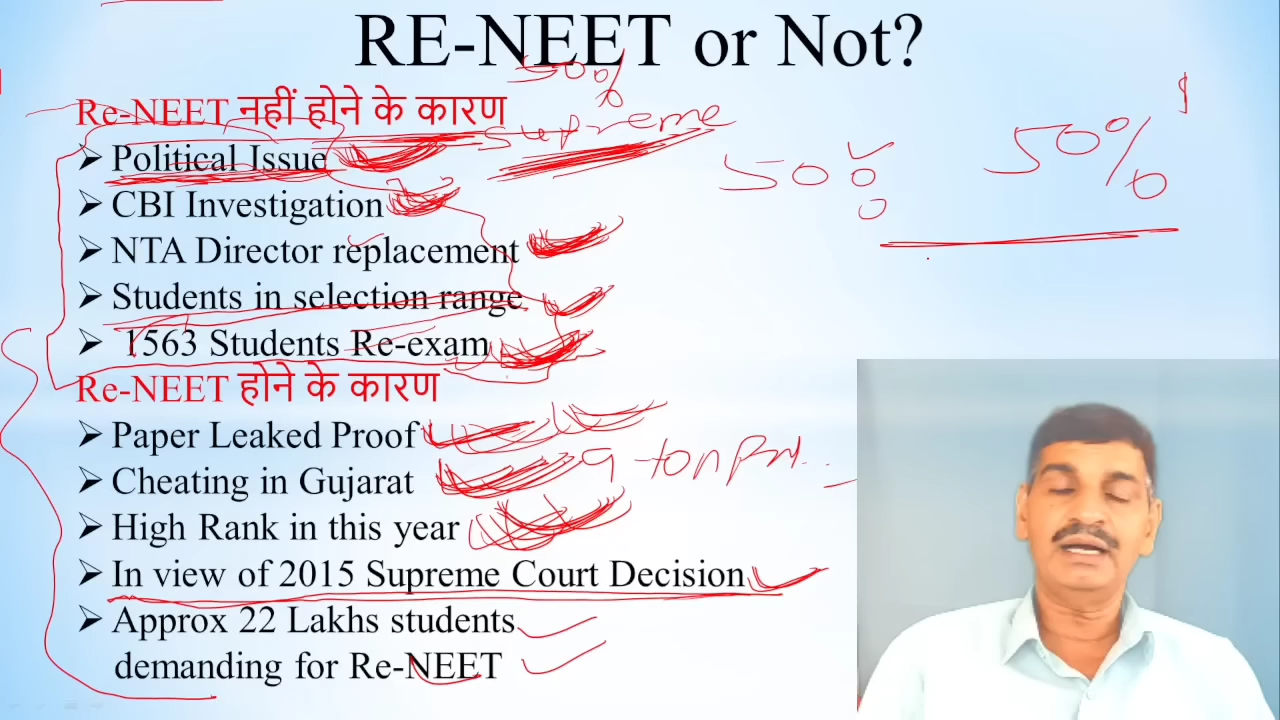 RE-NEET or Not?
50%
Re-NEET नहीं होने के कारण
Supreme
➢ Political Issue
50%
50%
➢ CBI Investigation
➢ NTA Director replacement
➢ Students in selection range
➢ 1563 Students Re-exam
Re-NEET होने के कारण
➢ Paper Leaked Proof
➢ Cheating in Gujarat
➢ High Rank in this year
➢ In view of 2015 Supreme Court Decision
➢ Approx 22 Lakhs students
demanding for Re-NEET